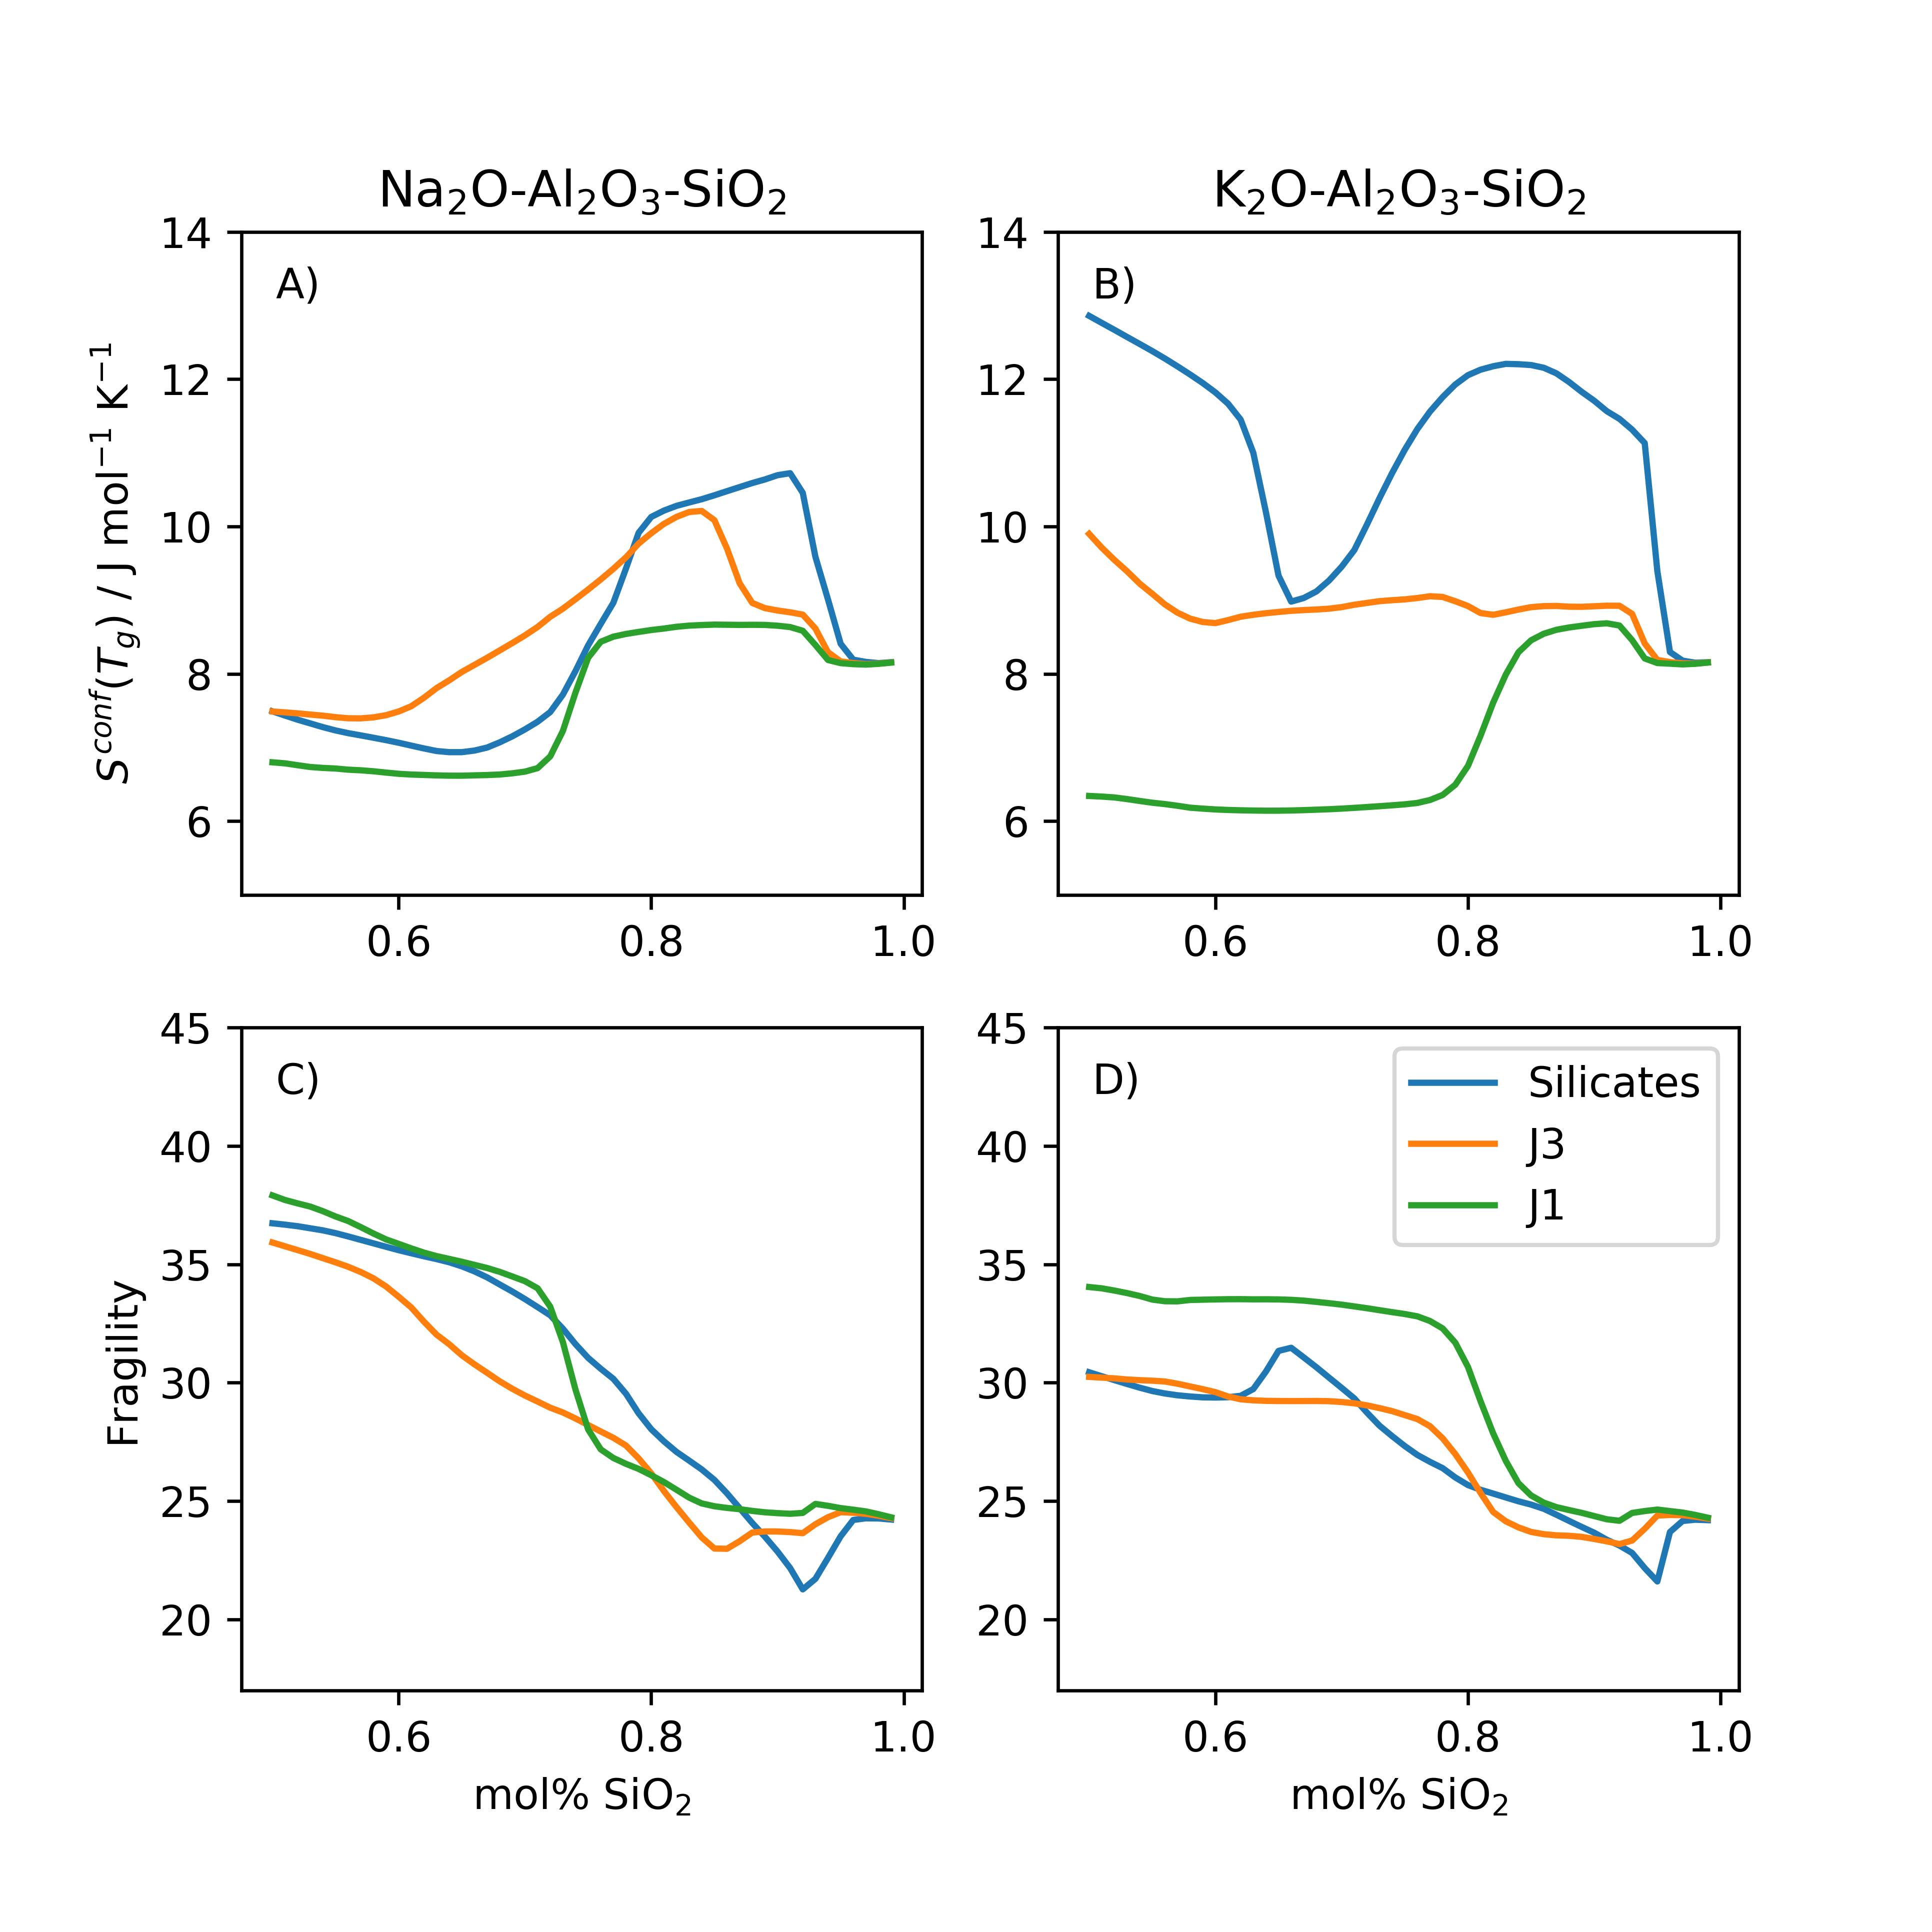 Na₂O-Al₂O₃-SiO₂
K₂O-Al₂O₃-SiO₂
14
12
10
8
6
A)
0.6 0.8 1.0
S^conf(T_g) / J mol⁻¹ K⁻¹
14
12
10
8
6
B)
0.6 0.8 1.0
45
40
35
30
25
20
C)
0.6 0.8 1.0
Fragility
mol% SiO₂
45
40
35
30
25
20
D)
Silicates
J3
J1
0.6 0.8 1.0
mol% SiO₂